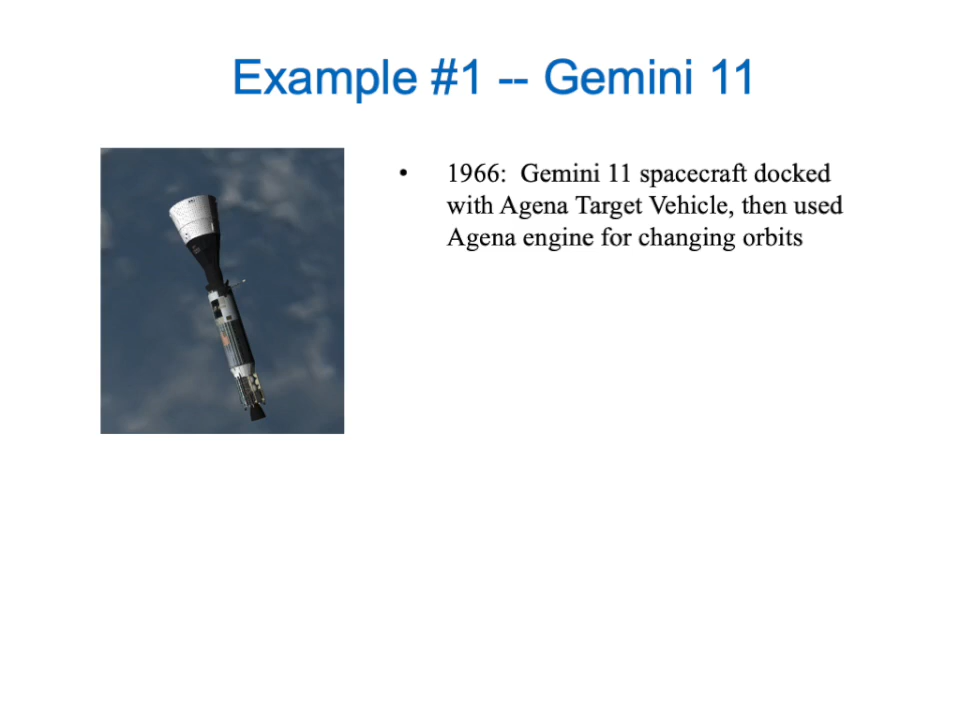 Example #1 -- Gemini 11
• 1966: Gemini 11 spacecraft docked
with Agena Target Vehicle, then used
Agena engine for changing orbits